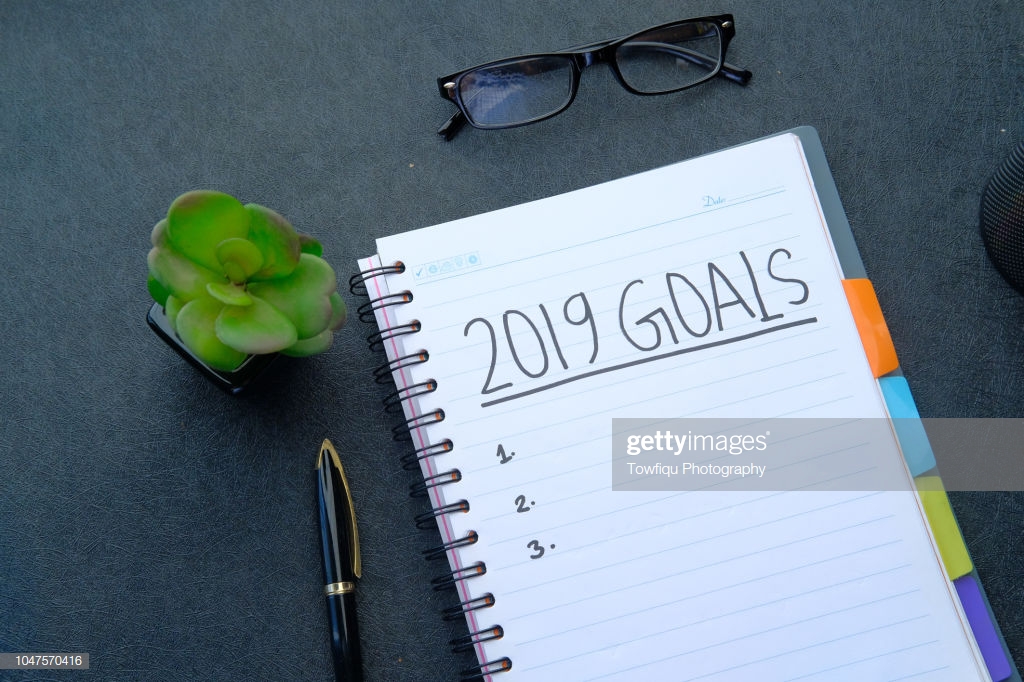 Date:
2019 GOALS
1.
2.
3.
gettyimages®
Towfiqu Photography
1047570416